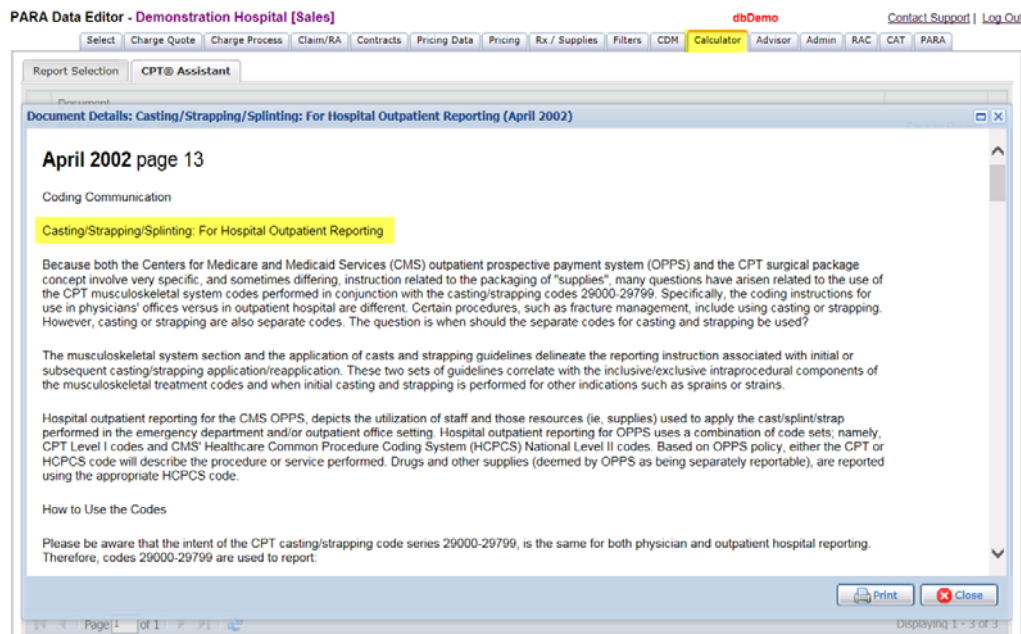 PARA Data Editor - Demonstration Hospital [Sales] dbDemo Contact Support | Log Ou
Select Charge Quote Charge Process Claim/RA Contracts Pricing Data Pricing Rx / Supplies Filters CDM Calculator Advisor Admin RAC CAT PARA
Report Selection CPT® Assistant
Document
Document Details: Casting/Strapping/Splinting: For Hospital Outpatient Reporting (April 2002)
April 2002 page 13
Coding Communication
Casting/Strapping/Splinting: For Hospital Outpatient Reporting
Because both the Centers for Medicare and Medicaid Services (CMS) outpatient prospective payment system (OPPS) and the CPT surgical package
concept involve very specific, and sometimes differing, instruction related to the packaging of "supplies", many questions have arisen related to the use of
the CPT musculoskeletal system codes performed in conjunction with the casting/strapping codes 29000-29799. Specifically, the coding instructions for
use in physicians' offices versus in outpatient hospital are different. Certain procedures, such as fracture management, include using casting or strapping.
However, casting or strapping are also separate codes. The question is when should the separate codes for casting and strapping be used?
The musculoskeletal system section and the application of casts and strapping guidelines delineate the reporting instruction associated with initial or
subsequent casting/strapping application/reapplication. These two sets of guidelines correlate with the inclusive/exclusive intraprocedural components of
the musculoskeletal treatment codes and when initial casting and strapping is performed for other indications such as sprains or strains.
Hospital outpatient reporting for the CMS OPPS, depicts the utilization of staff and those resources (ie, supplies) used to apply the cast/splint/strap
performed in the emergency department and/or outpatient office setting. Hospital outpatient reporting for OPPS uses a combination of code sets; namely,
CPT Level I codes and CMS' Healthcare Common Procedure Coding System (HCPCS) National Level II codes. Based on OPPS policy, either the CPT or
HCPCS code will describe the procedure or service performed. Drugs and other supplies (deemed by OPPS as being separately reportable), are reported
using the appropriate HCPCS code.
How to Use the Codes
Please be aware that the intent of the CPT casting/strapping code series 29000-29799, is the same for both physician and outpatient hospital reporting.
Therefore, codes 29000-29799 are used to report:
Print Close
Page 1 of 1 Displaying 1 - 3 of 3